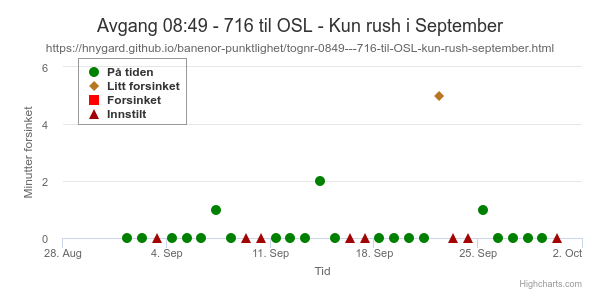 Avgang 08:49 - 716 til OSL - Kun rush i September
https://hnygard.github.io/banenor-punktlighet/tognr-0849---716-til-OSL-kun-rush-september.html
På tiden
Litt forsinket
Forsinket
Innstilt
Minutter forsinket
6
4
2
0
28. Aug
4. Sep
11. Sep
18. Sep
25. Sep
2. Oct
Tid
Highcharts.com